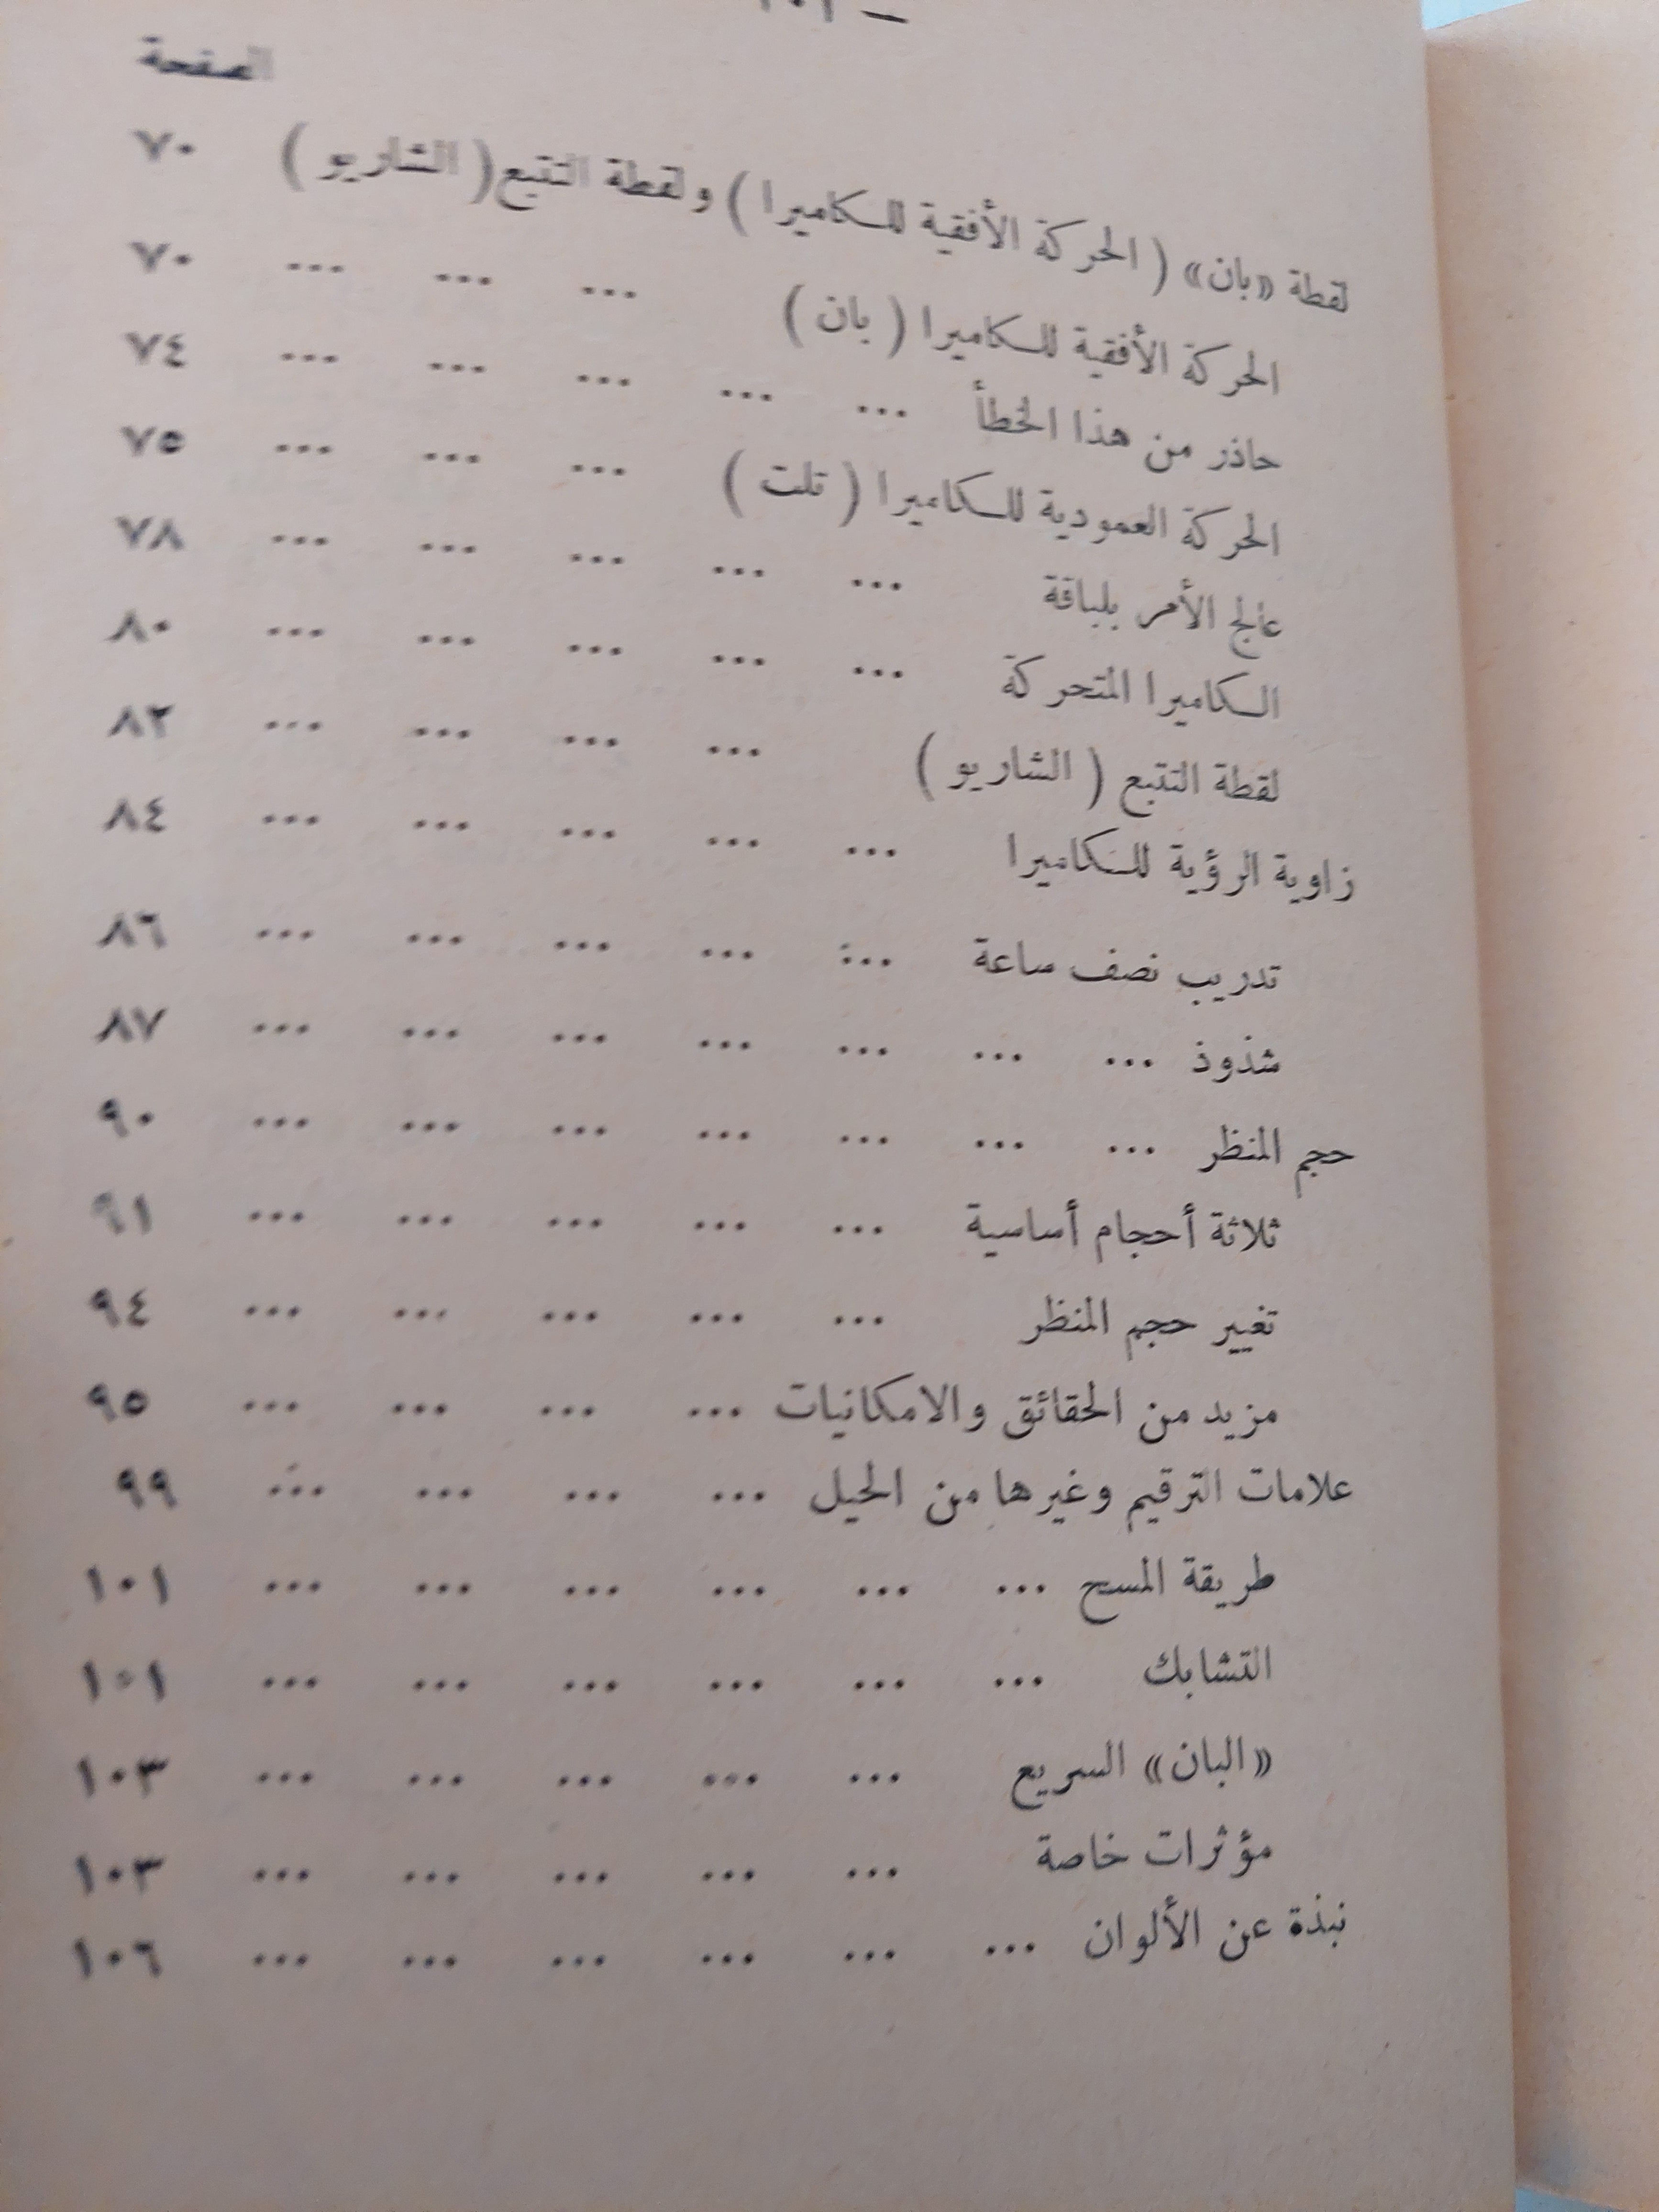 الصفحة
لقطة «بان» ( الحركة الأفقية للكاميرا ) ولقطة التتبع ( الشاريو ) ٧٠
الحركة الأفقية للكاميرا ( بان ) ... ... ... ٧٠
حاذر من هذا الخطأ ... ... ... ... ... ٧٤
الحركة العمودية للكاميرا ( تلت ) ... ... ... ٧٥
عالج الأمر بلباقة ... ... ... ... ... ٧٨
الكاميرا المتحركة ... ... ... ... ... ٨٠
لقطة التتبع ( الشاريو ) ... ... ... ... ٨٢
زاوية الرؤية للكاميرا ... ... ... ... ... ٨٤
تدريب نصف ساعة ... ... ... ... ... ٨٦
شذوذ ... ... ... ... ... ... ... ٨٧
حجم المنظر ... ... ... ... ... ... ... ٩٠
ثلاثة أحجام أساسية ... ... ... ... ... ٩١
تغيير حجم المنظر ... ... ... ... ... ٩٤
مزيد من الحقائق والامكانيات ... ... ... ... ٩٥
علامات الترقيم وغيرها من الحيل ... ... ... ... ٩٩
طريقة المسح ... ... ... ... ... ... ١٠١
التشابك ... ... ... ... ... ... ١٠١
«البان» السريع ... ... ... ... ... ١٠٣
مؤثرات خاصة ... ... ... ... ... ١٠٣
نبذة عن الألوان ... ... ... ... ... ... ١٠٦